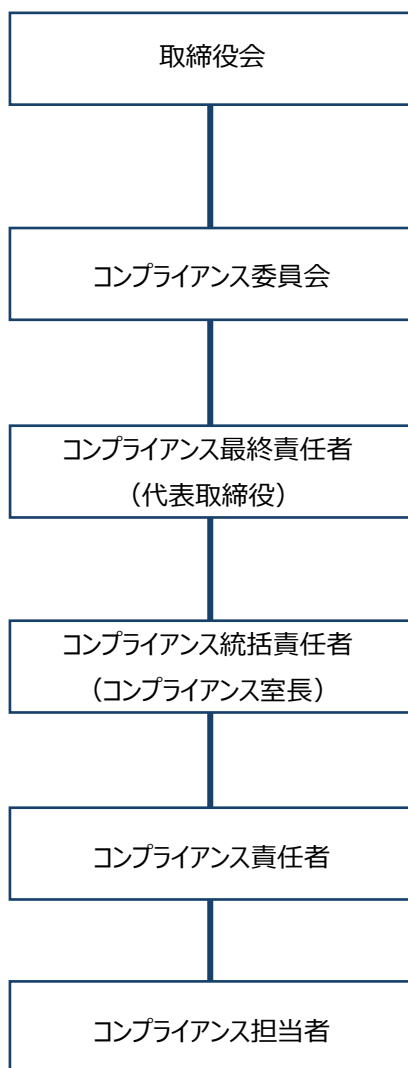 取締役会
コンプライアンス委員会
コンプライアンス最終責任者
（代表取締役）
コンプライアンス統括責任者
（コンプライアンス室長）
コンプライアンス責任者
コンプライアンス担当者